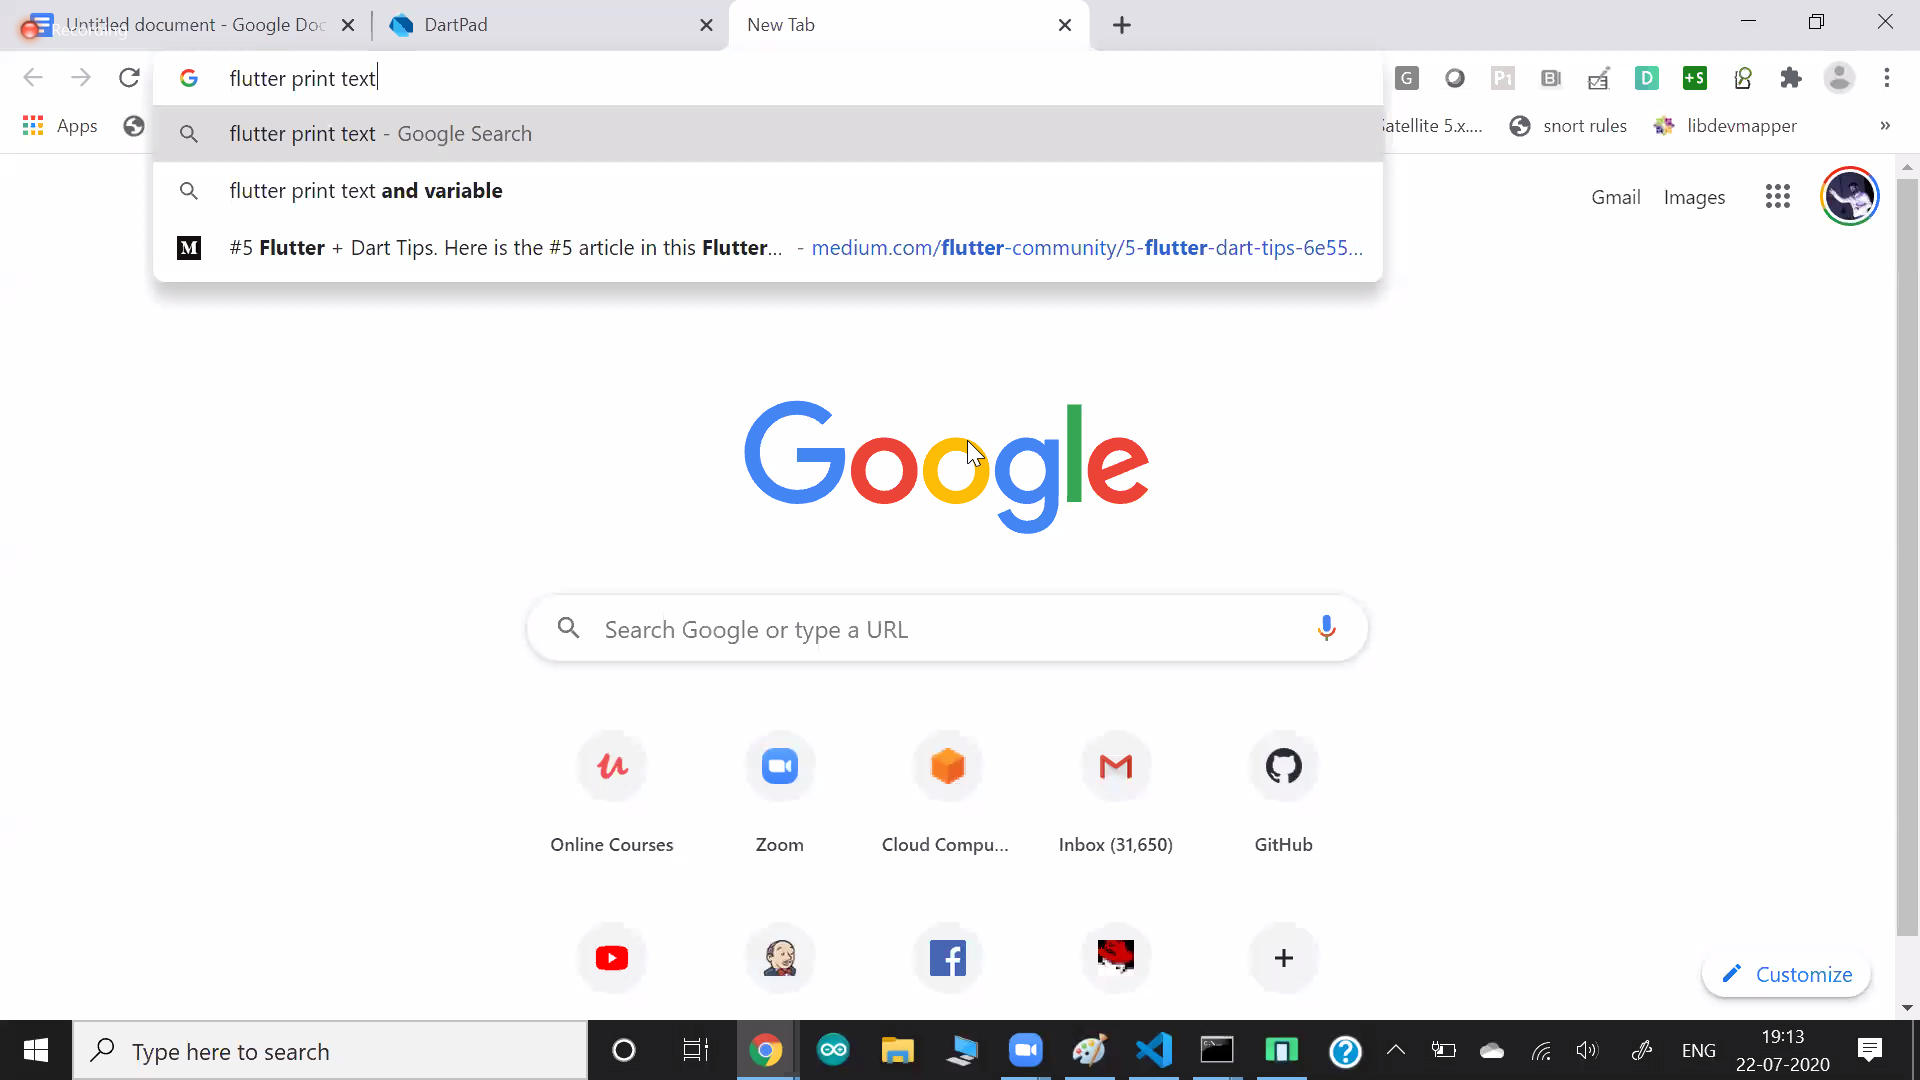 Untitled document - Google Doc
Recording
DartPad
New Tab
flutter print text
flutter print text - Google Search
flutter print text and variable
#5 Flutter + Dart Tips. Here is the #5 article in this Flutter... - medium.com/flutter-community/5-flutter-dart-tips-6e55...
Apps
Satellite 5.x....
snort rules
libdevmapper
»
Gmail
Images
Google
Search Google or type a URL
Online Courses
Zoom
Cloud Compu...
Inbox (31,650)
GitHub
Customize
Type here to search
ENG
19:13
22-07-2020